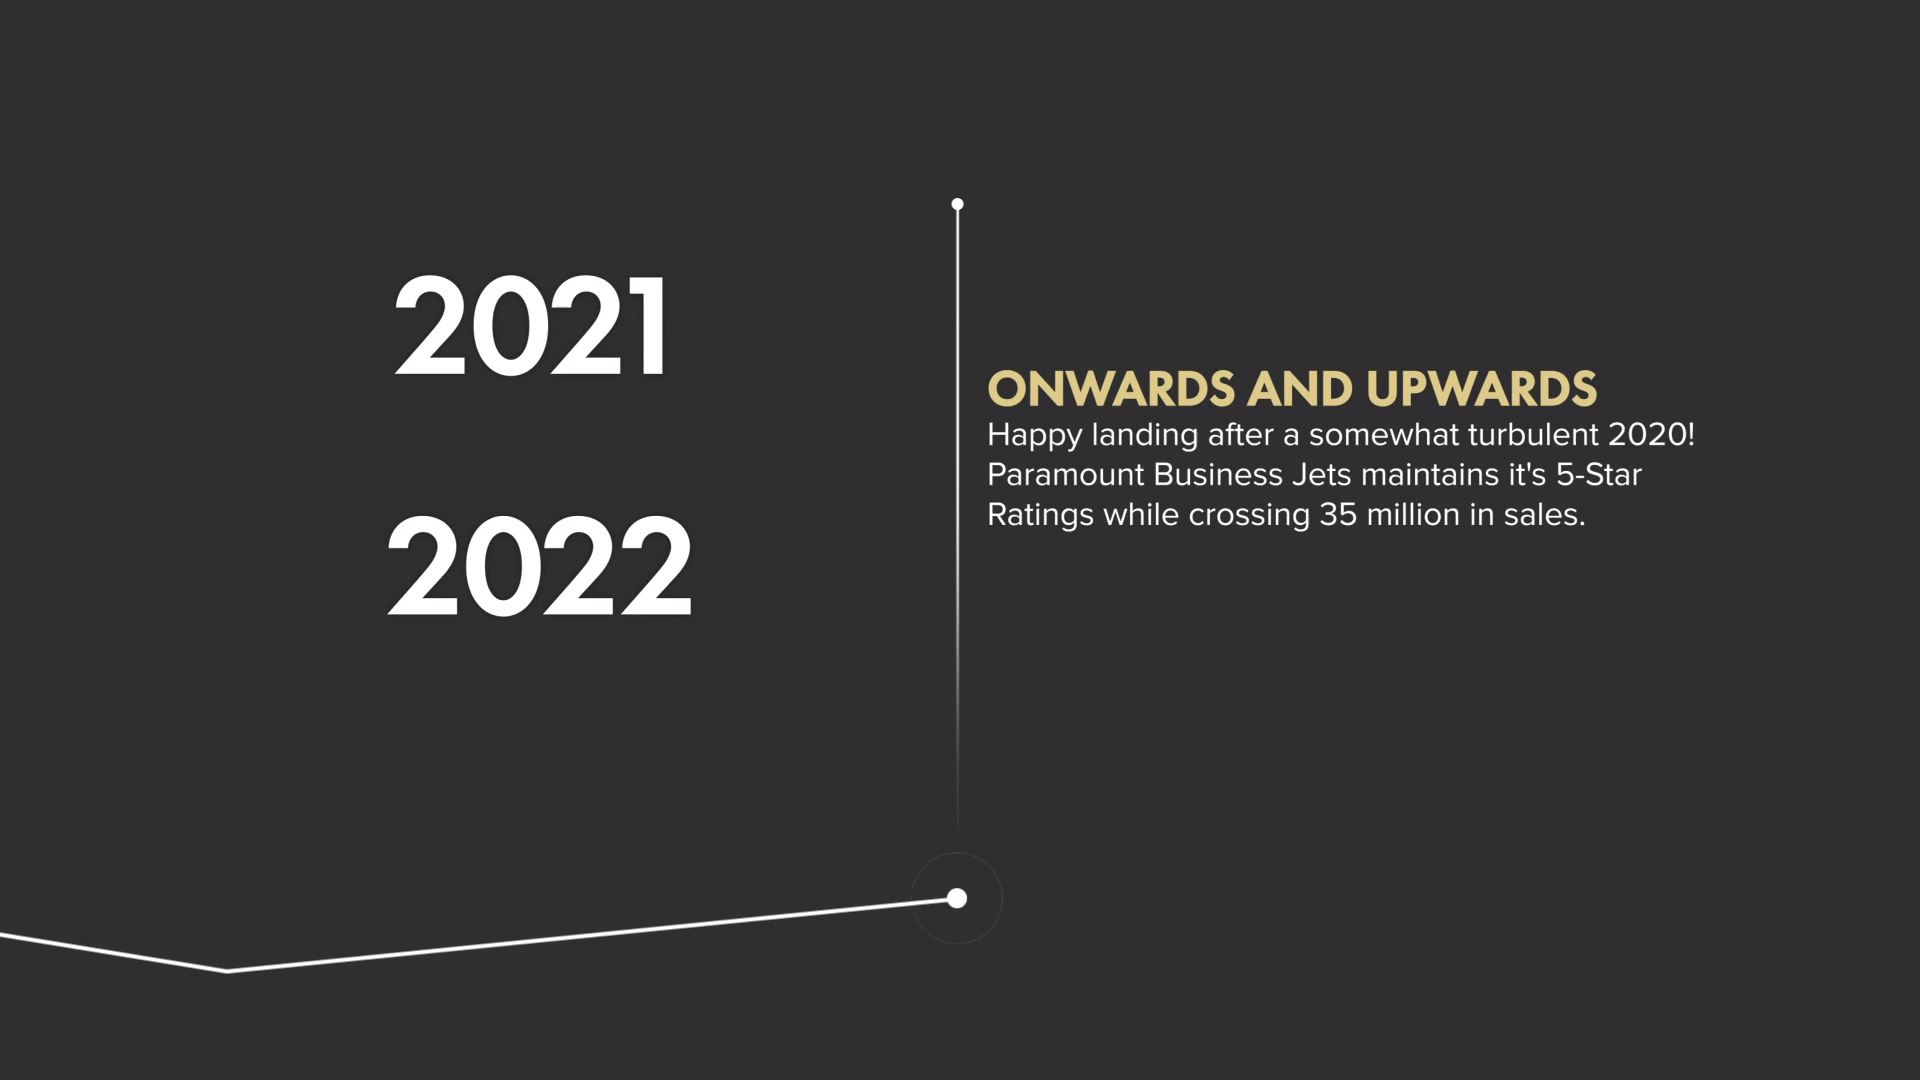 2021
2022
ONWARDS AND UPWARDS
Happy landing after a somewhat turbulent 2020!
Paramount Business Jets maintains it's 5-Star
Ratings while crossing 35 million in sales.